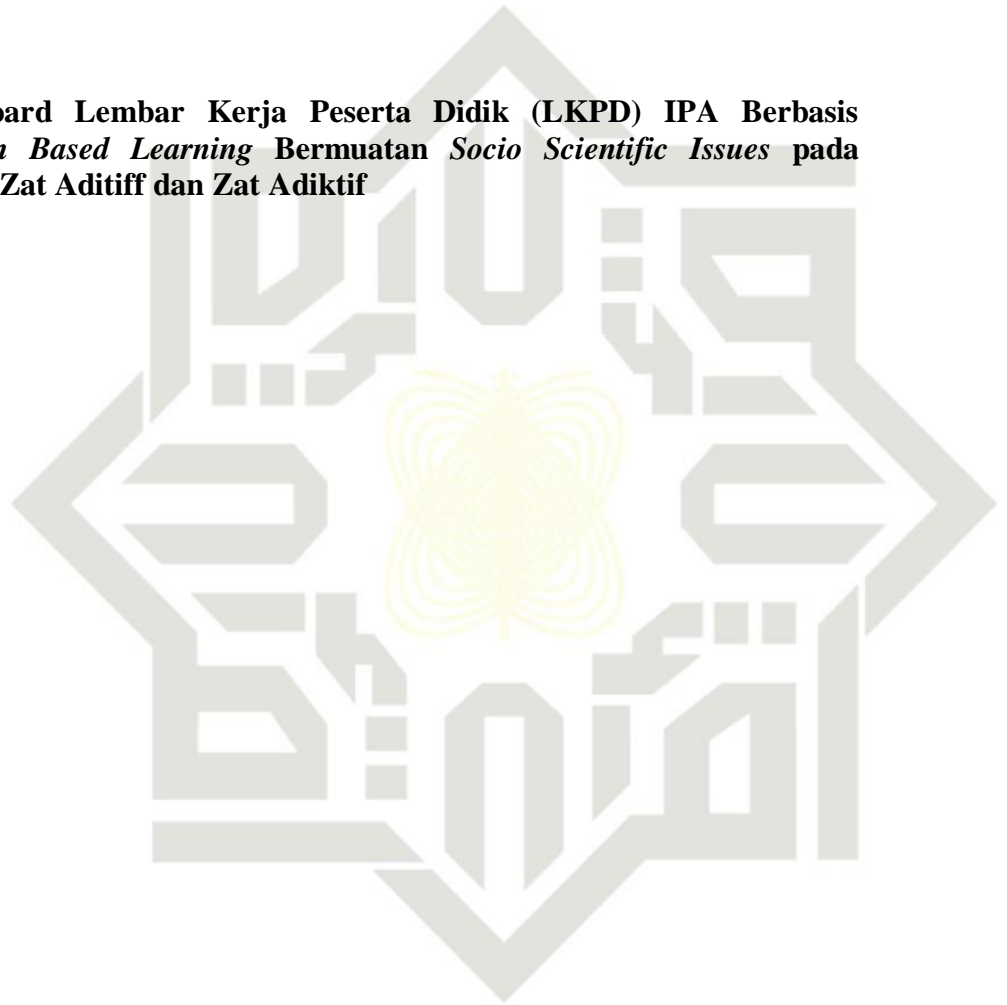 oard Lembar Kerja Peserta Didik (LKPD) IPA Berbasis
n Based Learning Bermuatan Socio Scientific Issues pada
Zat Aditiff dan Zat Adiktif